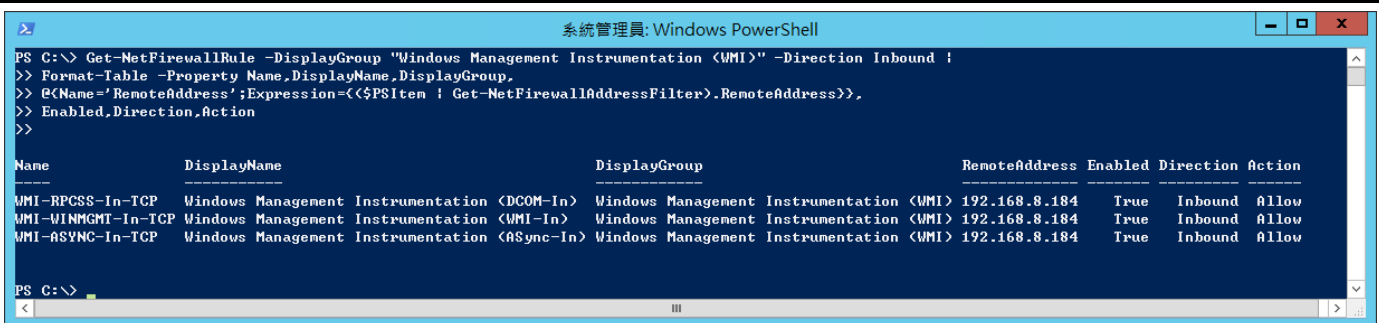 系統管理員: Windows PowerShell
PS C:\> Get-NetFirewallRule -DisplayGroup "Windows Management Instrumentation (WMI)" -Direction Inbound |
>> Format-Table -Property Name,DisplayName,DisplayGroup,
>> @{Name='RemoteAddress';Expression={($PSItem | Get-NetFirewallAddressFilter).RemoteAddress}},
>> Enabled,Direction,Action
>>
Name DisplayName DisplayGroup RemoteAddress Enabled Direction Action
---- ----------- ------------ ------------- ------- --------- ------
WMI-RPCSS-In-TCP Windows Management Instrumentation (DCOM-In) Windows Management Instrumentation (WMI) 192.168.8.184 True Inbound Allow
WMI-WINMGMT-In-TCP Windows Management Instrumentation (WMI-In) Windows Management Instrumentation (WMI) 192.168.8.184 True Inbound Allow
WMI-ASYNC-In-TCP Windows Management Instrumentation (ASync-In) Windows Management Instrumentation (WMI) 192.168.8.184 True Inbound Allow
PS C:\> _